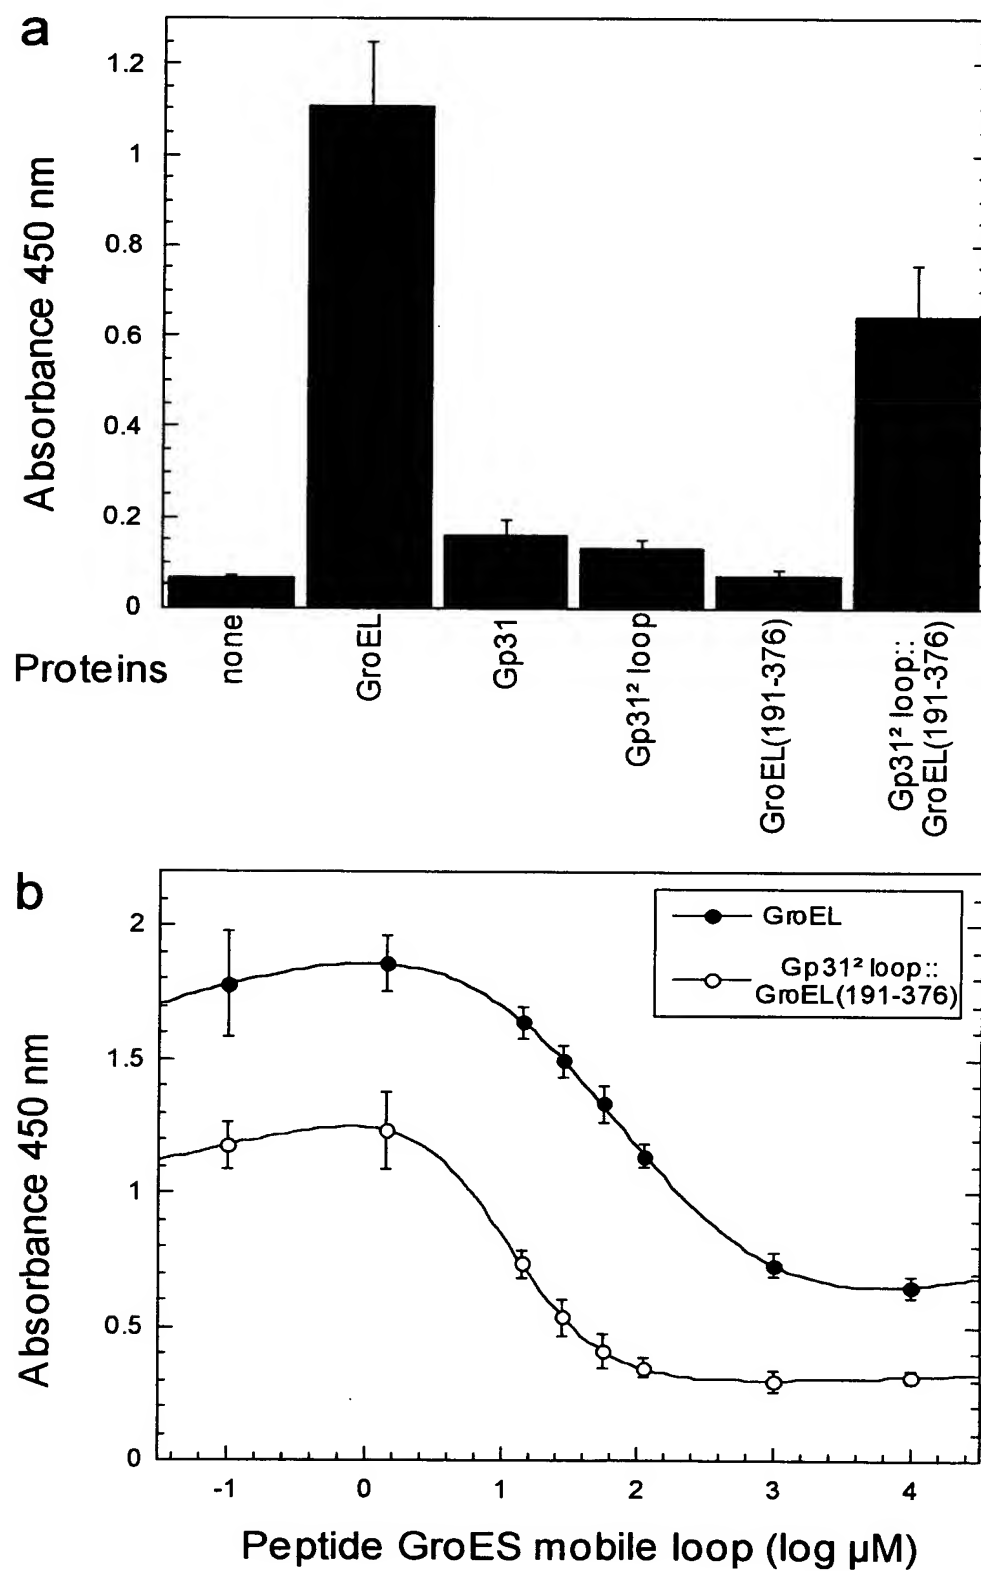 a
Absorbance 450 nm
1.2
1
0.8
0.6
0.4
0.2
0
Proteins
none
GroEL
Gp31
Gp31² loop
GroEL(191-376)
Gp31² loop::
GroEL(191-376)
b
Absorbance 450 nm
2
1.5
1
0.5
0
GroEL
Gp31² loop::
GroEL(191-376)
-1 0 1 2 3 4
Peptide GroES mobile loop (log µM)